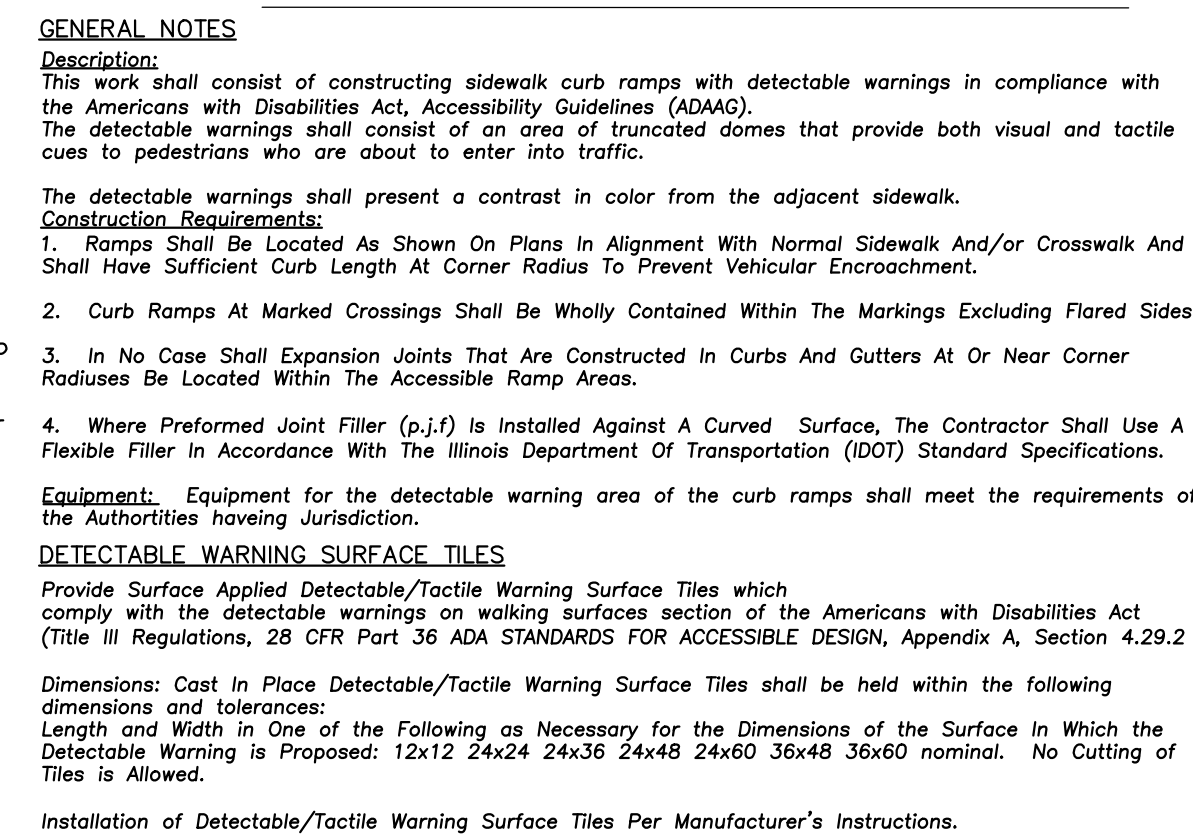 GENERAL NOTES
Description:
This work shall consist of constructing sidewalk curb ramps with detectable warnings in compliance with
the Americans with Disabilities Act, Accessibility Guidelines (ADAAG).
The detectable warnings shall consist of an area of truncated domes that provide both visual and tactile
cues to pedestrians who are about to enter into traffic.
The detectable warnings shall present a contrast in color from the adjacent sidewalk.
Construction Requirements:
1. Ramps Shall Be Located As Shown On Plans In Alignment With Normal Sidewalk And/or Crosswalk And
Shall Have Sufficient Curb Length At Corner Radius To Prevent Vehicular Encroachment.
2. Curb Ramps At Marked Crossings Shall Be Wholly Contained Within The Markings Excluding Flared Sides
3. In No Case Shall Expansion Joints That Are Constructed In Curbs And Gutters At Or Near Corner
Radiuses Be Located Within The Accessible Ramp Areas.
4. Where Preformed Joint Filler (p.j.f) Is Installed Against A Curved Surface, The Contractor Shall Use A
Flexible Filler In Accordance With The Illinois Department Of Transportation (IDOT) Standard Specifications.
Equipment: Equipment for the detectable warning area of the curb ramps shall meet the requirements of
the Authortities haveing Jurisdiction.
DETECTABLE WARNING SURFACE TILES
Provide Surface Applied Detectable/Tactile Warning Surface Tiles which
comply with the detectable warnings on walking surfaces section of the Americans with Disabilities Act
(Title III Regulations, 28 CFR Part 36 ADA STANDARDS FOR ACCESSIBLE DESIGN, Appendix A, Section 4.29.2
Dimensions: Cast In Place Detectable/Tactile Warning Surface Tiles shall be held within the following
dimensions and tolerances:
Length and Width in One of the Following as Necessary for the Dimensions of the Surface In Which the
Detectable Warning is Proposed: 12x12 24x24 24x36 24x48 24x60 36x48 36x60 nominal. No Cutting of
Tiles is Allowed.
Installation of Detectable/Tactile Warning Surface Tiles Per Manufacturer's Instructions.